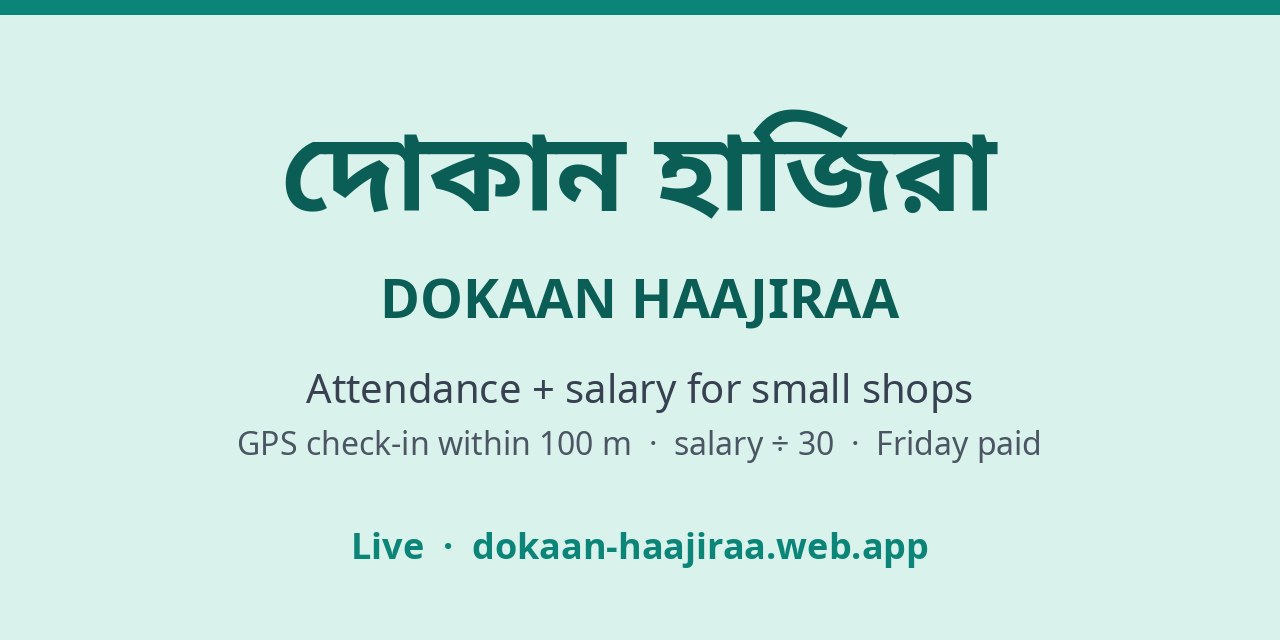 দোকান হাজিরা
DOKAAN HAAJIRAA
Attendance + salary for small shops
GPS check-in within 100 m · salary ÷ 30 · Friday paid
Live · dokaan-haajiraa.web.app